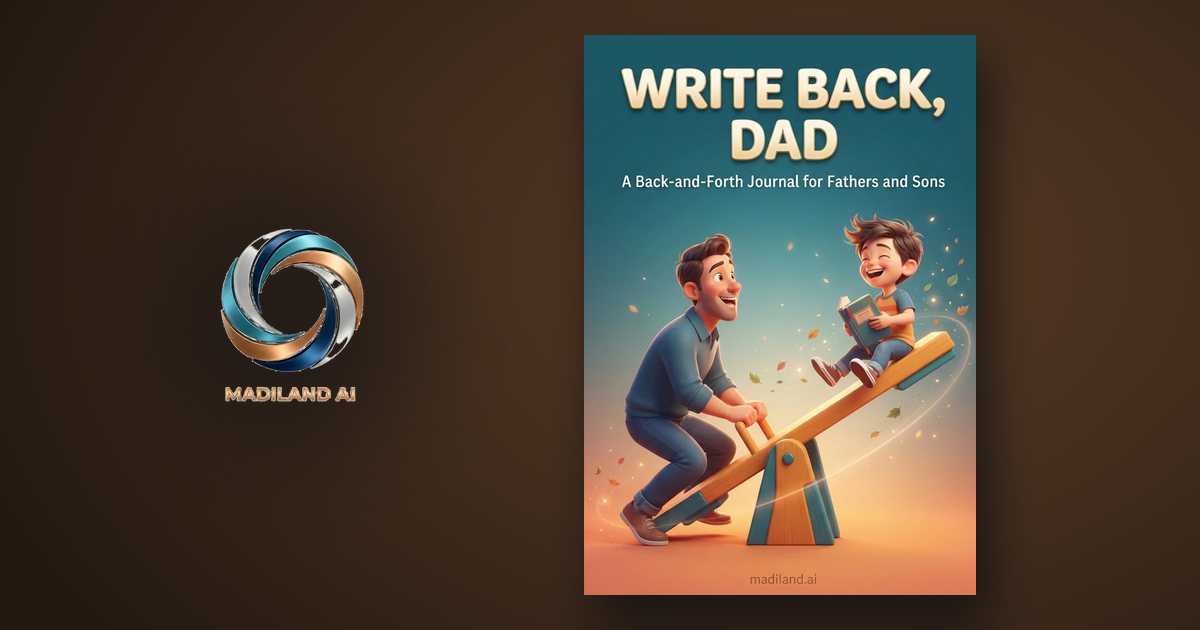 MADILAND AI
WRITE BACK,
DAD
A Back-and-Forth Journal for Fathers and Sons
madiland.ai